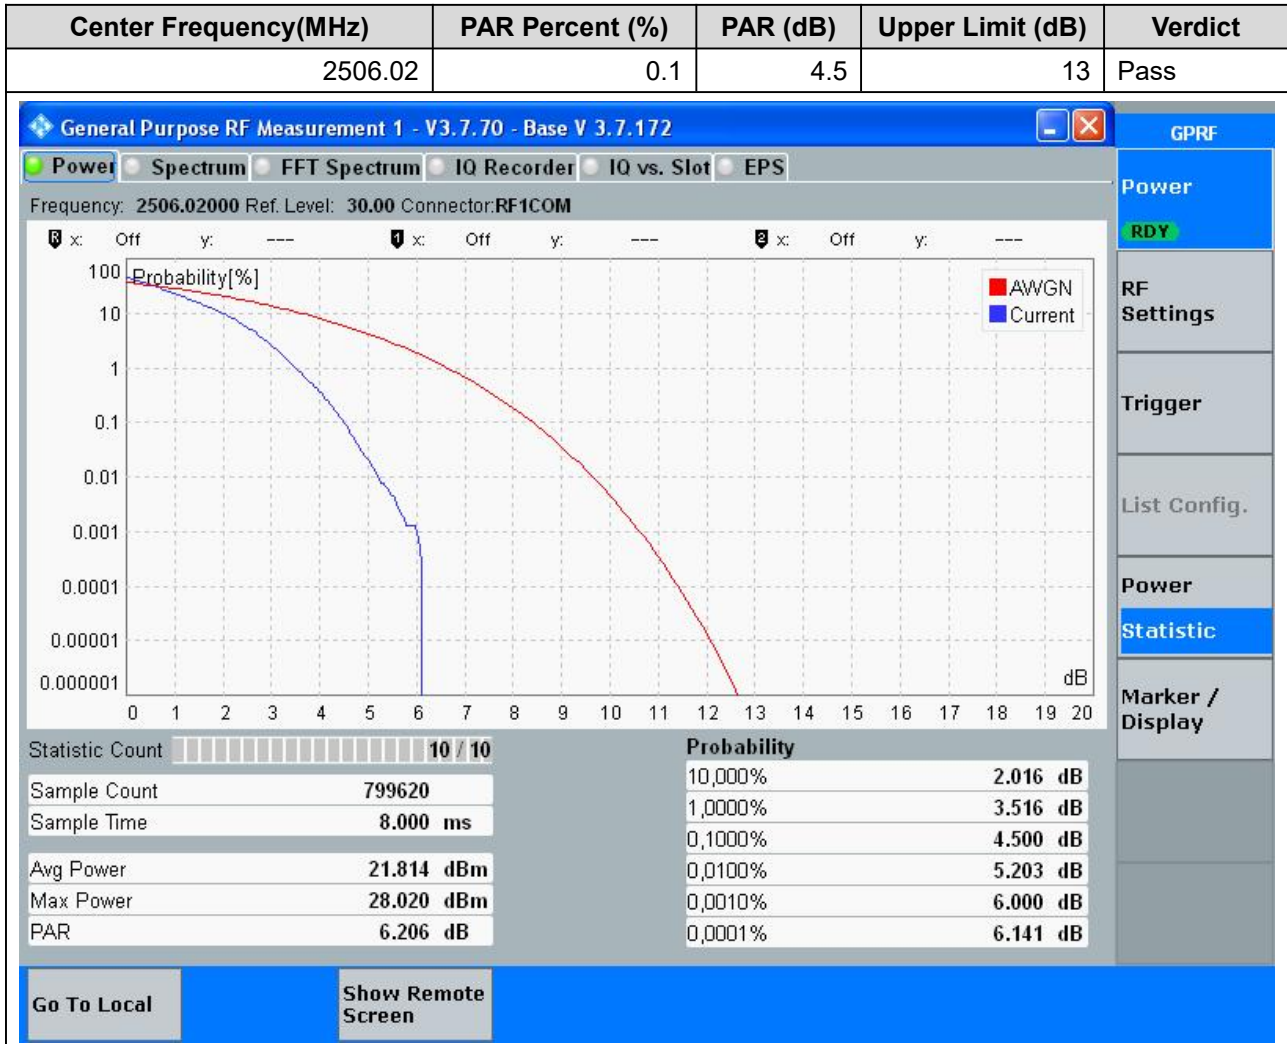 Center Frequency(MHz) PAR Percent (%) PAR (dB) Upper Limit (dB) Verdict
2506.02 0.1 4.5 13 Pass
General Purpose RF Measurement 1 - V3.7.70 - Base V 3.7.172
GPRF
Power Spectrum FFT Spectrum IQ Recorder IQ vs. Slot EPS
Frequency: 2506.02000 Ref. Level: 30.00 Connector:RF1COM
R x: Off y: --- 1 x: Off y: --- 2 x: Off y: ---
Probability[%]
AWGN
Current
100
10
1
0.1
0.01
0.001
0.0001
0.00001
0.000001
dB
0 1 2 3 4 5 6 7 8 9 10 11 12 13 14 15 16 17 18 19 20
Statistic Count 10 / 10
Sample Count 799620
Sample Time 8.000 ms
Avg Power 21.814 dBm
Max Power 28.020 dBm
PAR 6.206 dB
Probability
10,000% 2.016 dB
1,0000% 3.516 dB
0,1000% 4.500 dB
0,0100% 5.203 dB
0,0010% 6.000 dB
0,0001% 6.141 dB
Power
RDY
RF
Settings
Trigger
List Config.
Power
Statistic
Marker /
Display
Go To Local
Show Remote
Screen